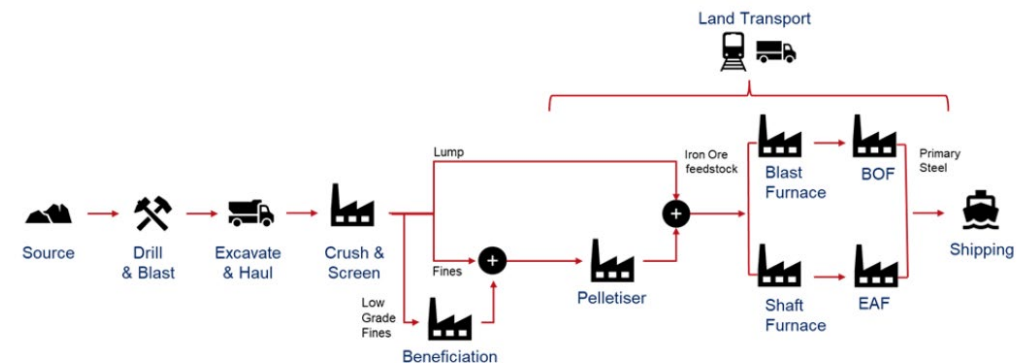 Land Transport
Lump
Iron Ore
feedstock
Blast
Furnace
BOF
Primary
Steel
Source
Drill
& Blast
Excavate
& Haul
Crush &
Screen
+
+
Shipping
Fines
Pelletiser
Shaft
Furnace
EAF
Low
Grade
Fines
Beneficiation